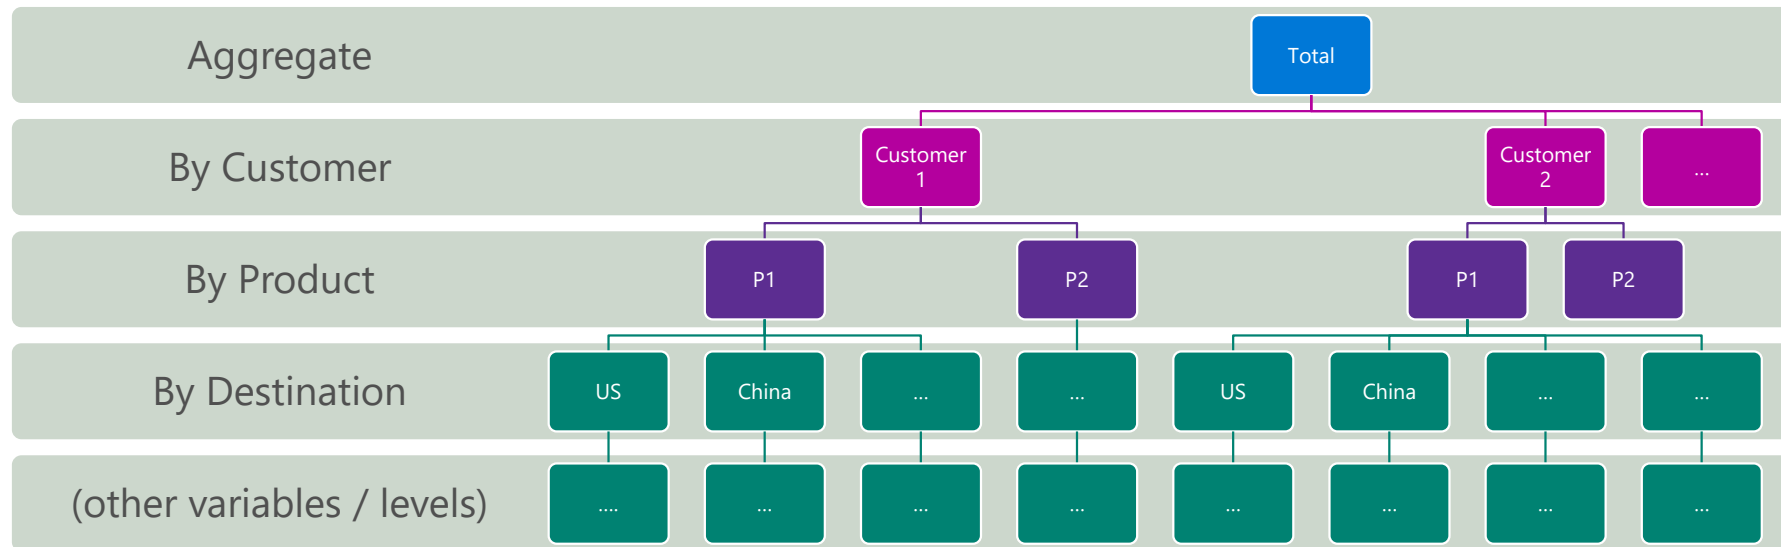 Aggregate
Total
By Customer
Customer
1
Customer
2
...
By Product
P1
P2
P1
P2
By Destination
US
China
...
...
US
China
...
...
(other variables / levels)
....
...
...
...
...
...
...
...